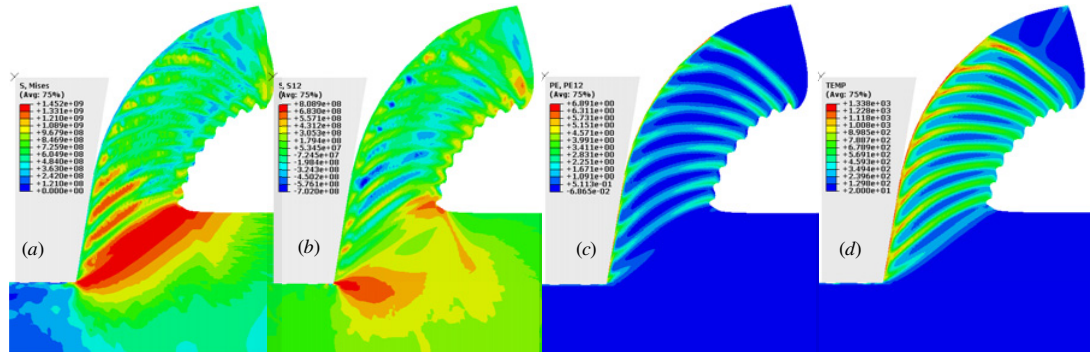 Y
S, Mises
(Avg: 75%)
+1.452e+09
+1.331e+09
+1.210e+09
+1.089e+09
+9.679e+08
+8.469e+08
+7.259e+08
+6.049e+08
+4.840e+08
+3.630e+08
+2.420e+08
+1.210e+08
+0.000e+00
(a)
Y
S, S12
(Avg: 75%)
+8.089e+08
+6.830e+08
+5.571e+08
+4.312e+08
+3.053e+08
+1.794e+08
+5.345e+07
-7.245e+07
-1.984e+08
-3.243e+08
-4.502e+08
-5.761e+08
-7.020e+08
(b)
Y
PE, PE12
(Avg: 75%)
+6.891e+00
+6.311e+00
+5.731e+00
+5.151e+00
+4.571e+00
+3.991e+00
+3.411e+00
+2.831e+00
+2.251e+00
+1.671e+00
+1.091e+00
+5.113e-01
-6.865e-02
(c)
Y
TEMP
(Avg: 75%)
+1.338e+03
+1.228e+03
+1.118e+03
+1.008e+03
+8.985e+02
+7.887e+02
+6.789e+02
+5.691e+02
+4.593e+02
+3.494e+02
+2.396e+02
+1.298e+02
+2.000e+01
(d)